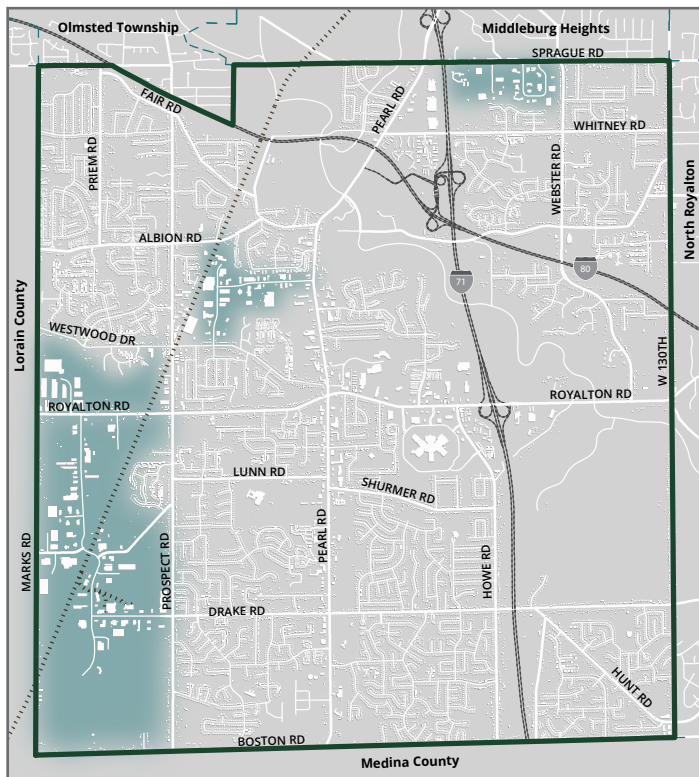 Olmsted Township
Middleburg Heights
SPRAGUE RD
FAIR RD
PEARL RD
WHITNEY RD
PRIEM RD
WEBSTER RD
North Royalton
ALBION RD
80
71
Lorain County
WESTWOOD DR
W 130TH
ROYALTON RD
ROYALTON RD
LUNN RD
SHURMER RD
MARKS RD
PROSPECT RD
PEARL RD
HOWE RD
DRAKE RD
HUNT RD
BOSTON RD
Medina County